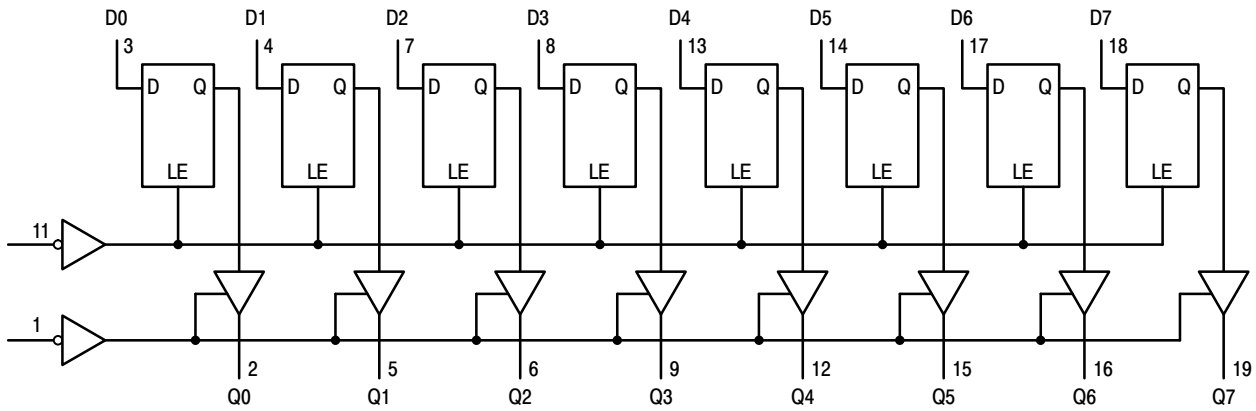 D0 D1 D2 D3 D4 D5 D6 D7
3 4 7 8 13 14 17 18
D Q D Q D Q D Q D Q D Q D Q D Q
LE LE LE LE LE LE LE LE
11
1
2 5 6 9 12 15 16 19
Q0 Q1 Q2 Q3 Q4 Q5 Q6 Q7